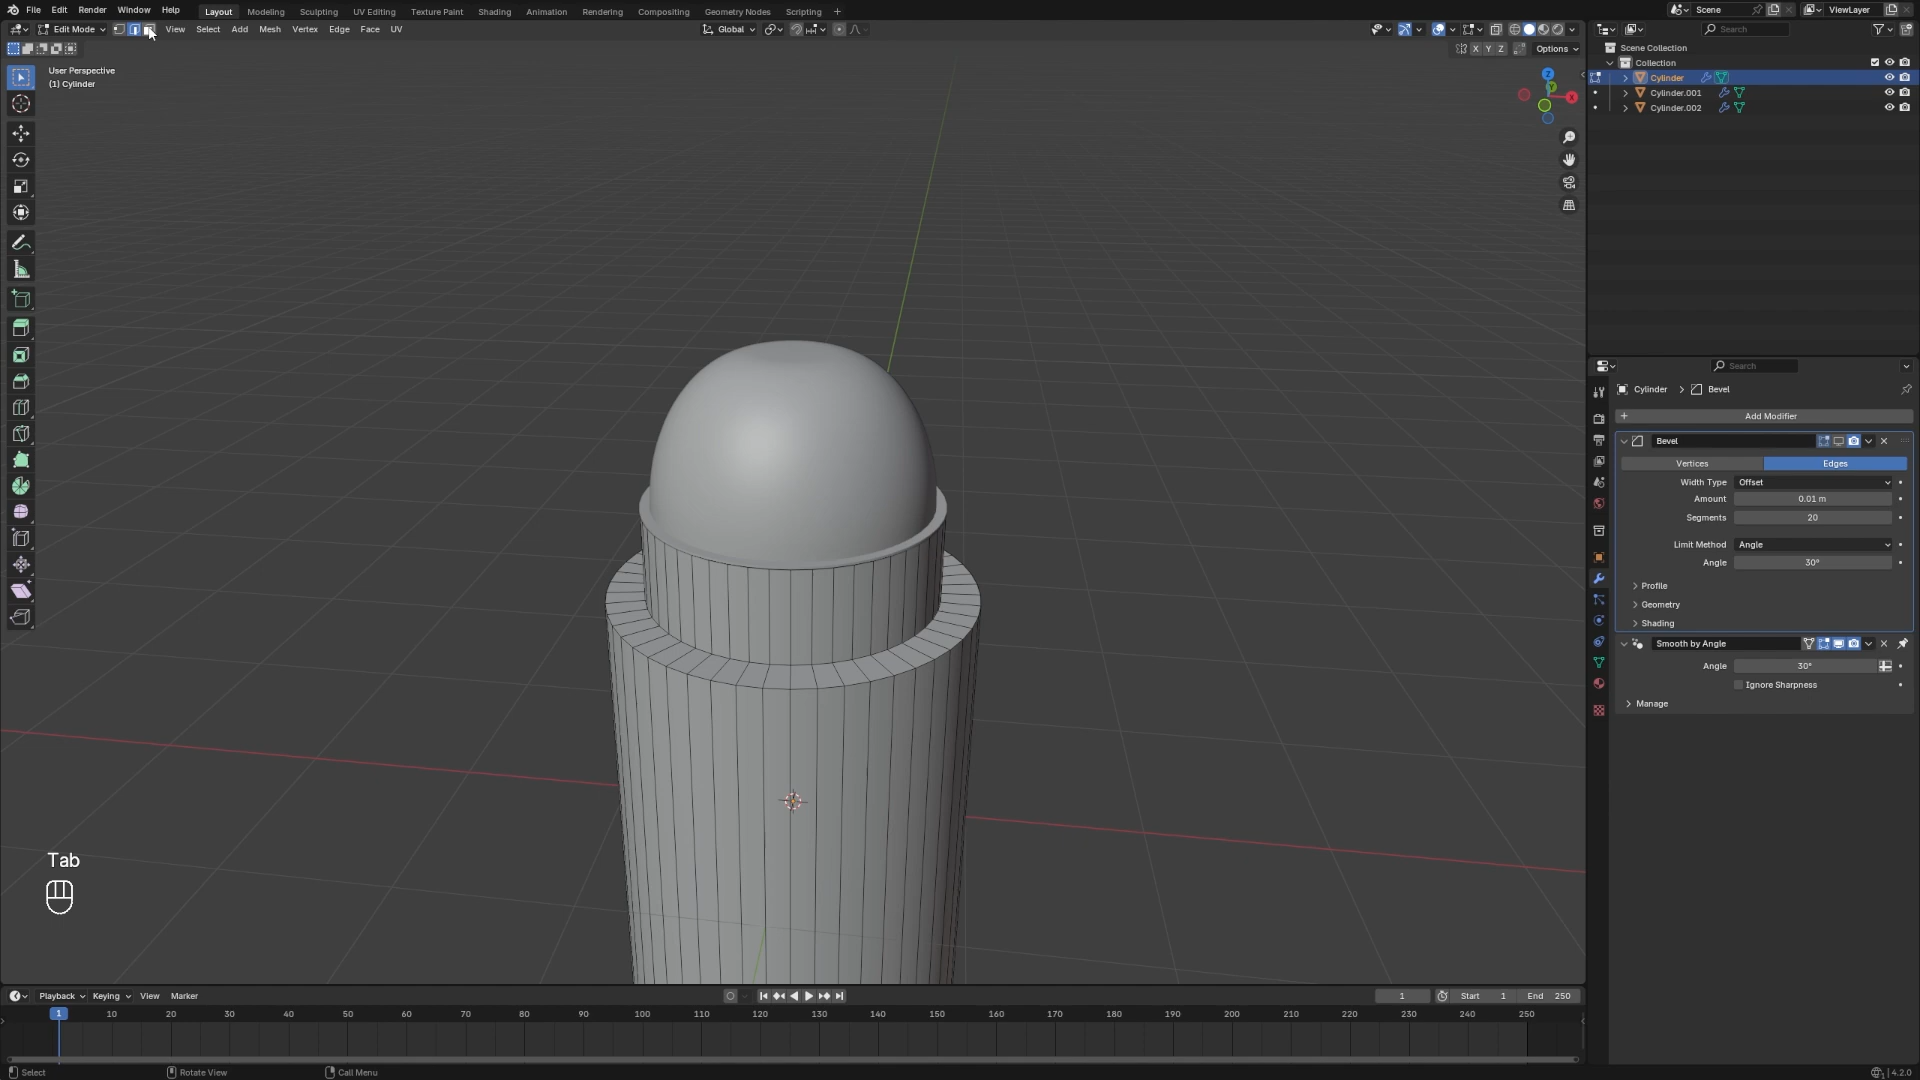 File Edit Render Window Help Layout Modeling Sculpting UV Editing Texture Paint Shading Animation Rendering Compositing Geometry Nodes Scripting + Scene ViewLayer
Edit Mode View Select Add Mesh Vertex Edge Face UV Global Search
X Y Z Options
Scene Collection
Collection
Cylinder
Cylinder.001
Cylinder.002
User Perspective
(1) Cylinder
Z
Y
X
Search
Cylinder > Bevel
+ Add Modifier
Bevel
Vertices Edges
Width Type Offset
Amount 0.01 m
Segments 20
Limit Method Angle
Angle 30°
Profile
Geometry
Shading
Smooth by Angle
Angle 30°
Ignore Sharpness
Manage
Tab
Playback Keying View Marker 1 Start 1 End 250
1 10 20 30 40 50 60 70 80 90 100 110 120 130 140 150 160 170 180 190 200 210 220 230 240 250
Select Rotate View Call Menu 4.2.0